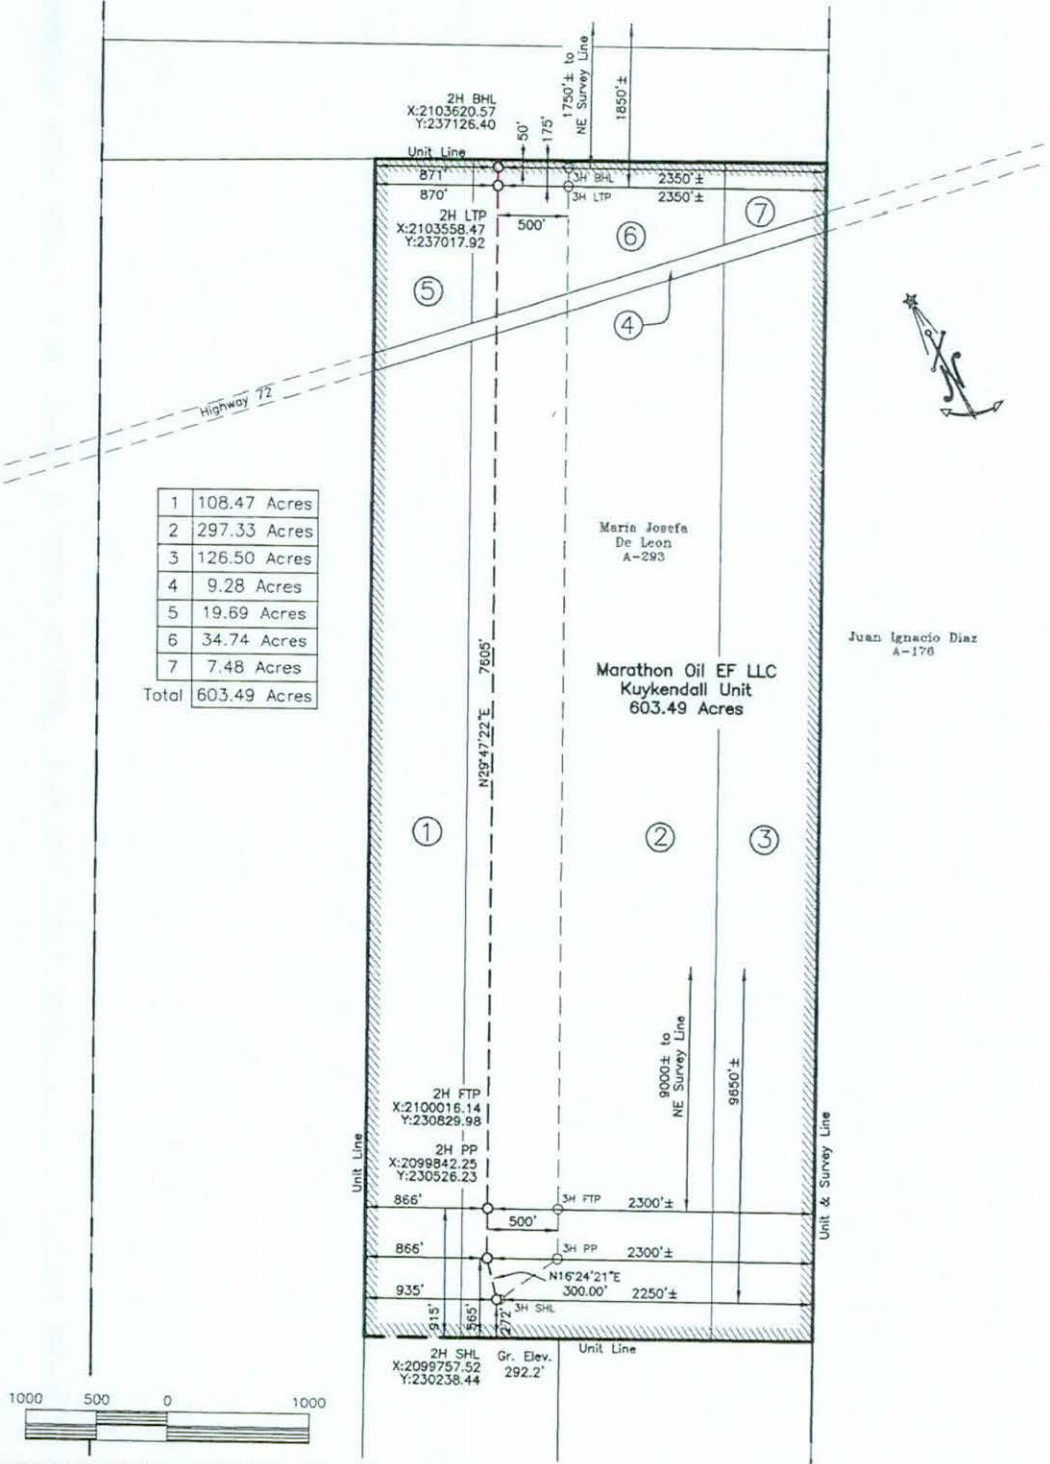 1750'± to
NE Survey Line
1850'±
2H BHL
X:2103620.57
Y:237126.40
50'
175'
Unit Line
871'
3H BHL
2350'±
870'
3H LTP
2350'±
2H LTP
X:2103558.47
Y:237017.92
500'
7
6
5
4
N
Highway 72
1 108.47 Acres
2 297.33 Acres
3 126.50 Acres
4 9.28 Acres
5 19.69 Acres
6 34.74 Acres
7 7.48 Acres
Total 603.49 Acres
Maria Josefa
De Leon
A-293
Juan Ignacio Diaz
A-176
N29°47'22"E 7605'
Marathon Oil EF LLC
Kuykendall Unit
603.49 Acres
1
2
3
9000± to
NE Survey Line
9650'±
2H FTP
X:2100016.14
Y:230829.98
2H PP
X:2099842.25
Y:230526.23
Unit Line
Unit & Survey Line
866'
3H FTP
2300'±
500'
866'
3H PP
2300'±
N16°24'21"E
300.00'
935'
2250'±
3H SHL
915'
565'
272'
Unit Line
2H SHL
X:2099757.52
Y:230238.44
Gr. Elev.
292.2'
1000 500 0 1000